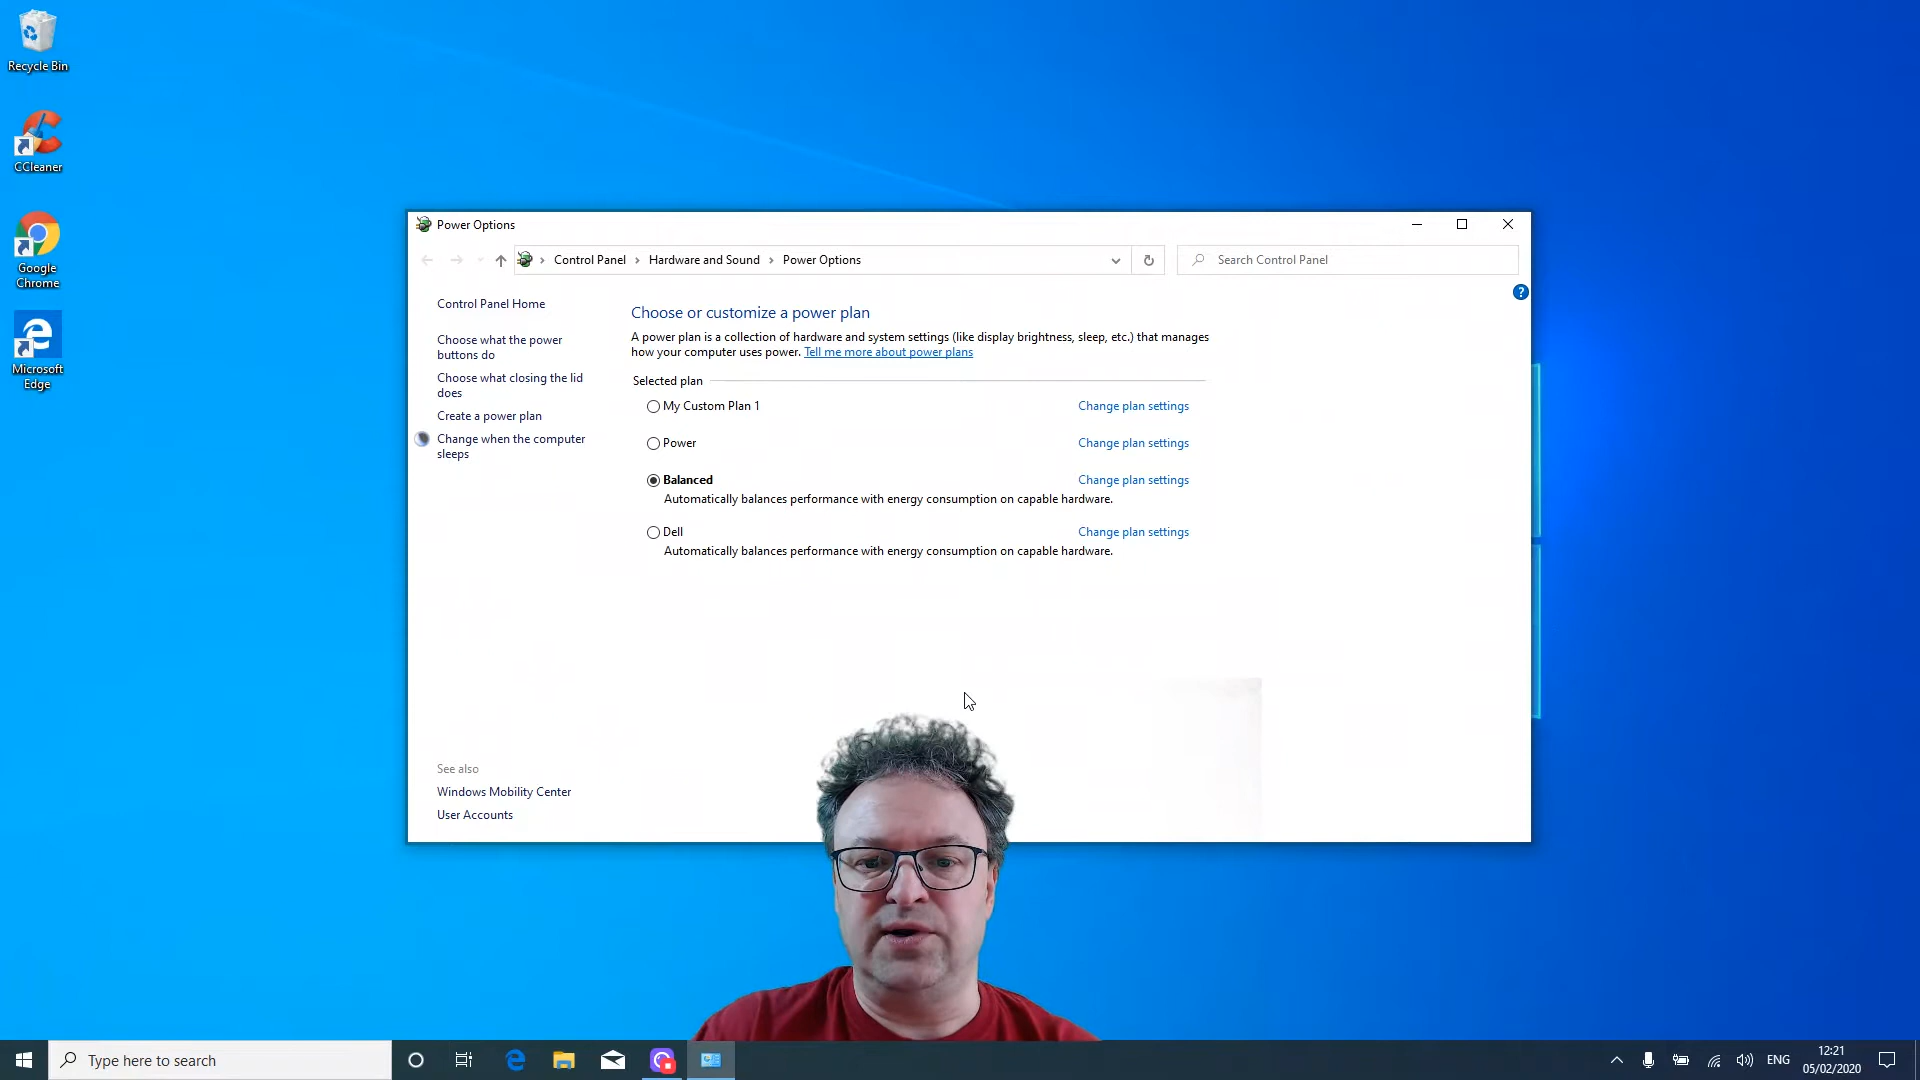 Recycle Bin
CCleaner
Google
Chrome
Microsoft
Edge
Power Options
Control Panel > Hardware and Sound > Power Options
Search Control Panel
?
Control Panel Home
Choose what the power
buttons do
Choose what closing the lid
does
Create a power plan
Change when the computer
sleeps
Choose or customize a power plan
A power plan is a collection of hardware and system settings (like display brightness, sleep, etc.) that manages
how your computer uses power. Tell me more about power plans
Selected plan
My Custom Plan 1 Change plan settings
Power Change plan settings
Balanced Change plan settings
Automatically balances performance with energy consumption on capable hardware.
Dell Change plan settings
Automatically balances performance with energy consumption on capable hardware.
See also
Windows Mobility Center
User Accounts
Type here to search
ENG
12:21
05/02/2020